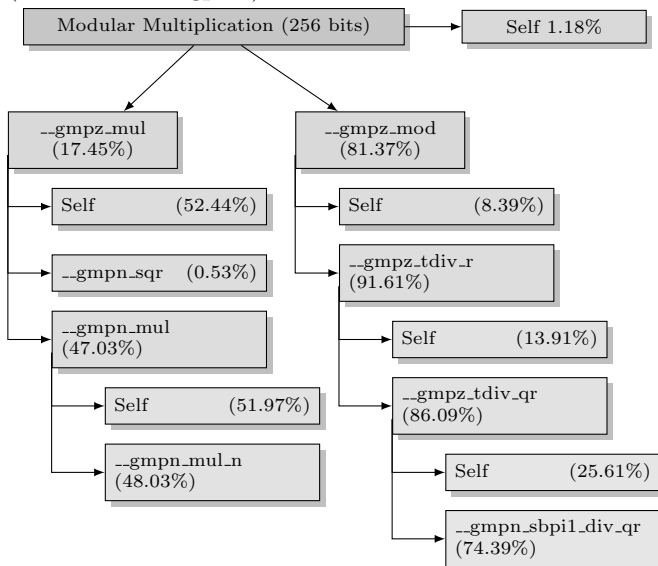 Modular Multiplication (256 bits)
Self 1.18%
__gmpz_mul
(17.45%)
__gmpz_mod
(81.37%)
Self (52.44%)
Self (8.39%)
__gmpn_sqr (0.53%)
__gmpz_tdiv_r
(91.61%)
__gmpn_mul
(47.03%)
Self (13.91%)
Self (51.97%)
__gmpz_tdiv_qr
(86.09%)
__gmpn_mul_n
(48.03%)
Self (25.61%)
__gmpn_sbpi1_div_qr
(74.39%)